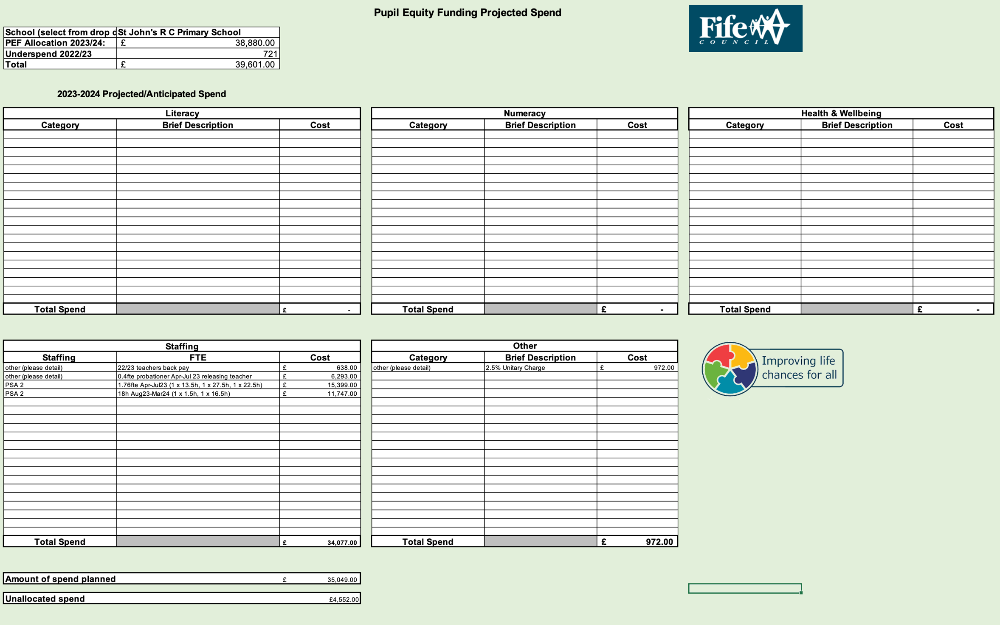 Pupil Equity Funding Projected Spend
Fife
COUNCIL
School (select from drop d St John's R C Primary School
PEF Allocation 2023/24: £ 38,880.00
Underspend 2022/23 721
Total £ 39,601.00
2023-2024 Projected/Anticipated Spend
Literacy
Category Brief Description Cost
Total Spend £ -
Numeracy
Category Brief Description Cost
Total Spend £ -
Health & Wellbeing
Category Brief Description Cost
Total Spend £ -
Staffing
Staffing FTE Cost
other (please detail) 22/23 teachers back pay £ 638.00
other (please detail) 0.4fte probationer Apr-Jul 23 releasing teacher £ 6,293.00
PSA 2 1.76fte Apr-Jul23 (1 x 13.5h, 1 x 27.5h, 1 x 22.5h) £ 15,399.00
PSA 2 18h Aug23-Mar24 (1 x 1.5h, 1 x 16.5h) £ 11,747.00
Total Spend £ 34,077.00
Other
Category Brief Description Cost
other (please detail) 2.5% Unitary Charge £ 972.00
Total Spend £ 972.00
Improving life
chances for all
Amount of spend planned £ 35,049.00
Unallocated spend £4,552.00